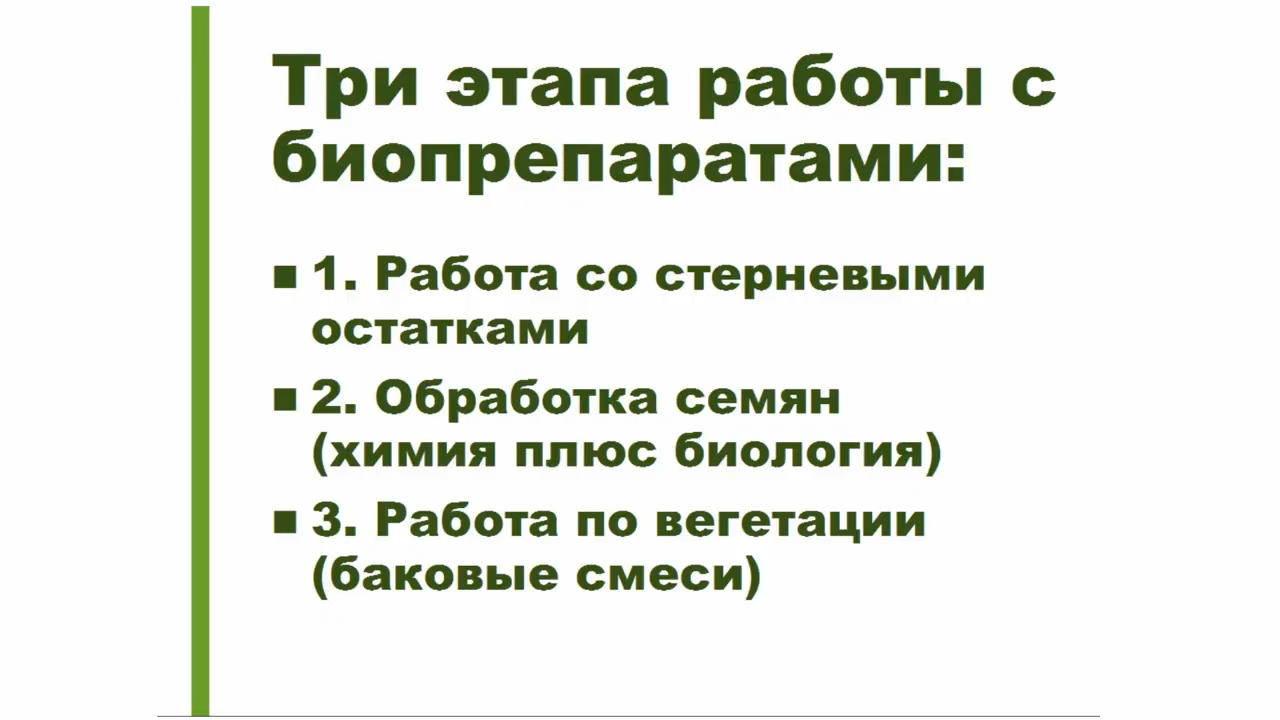 Три этапа работы с
биопрепаратами:
■ 1. Работа со стерневыми
остатками
■ 2. Обработка семян
(химия плюс биология)
■ 3. Работа по вегетации
(баковые смеси)